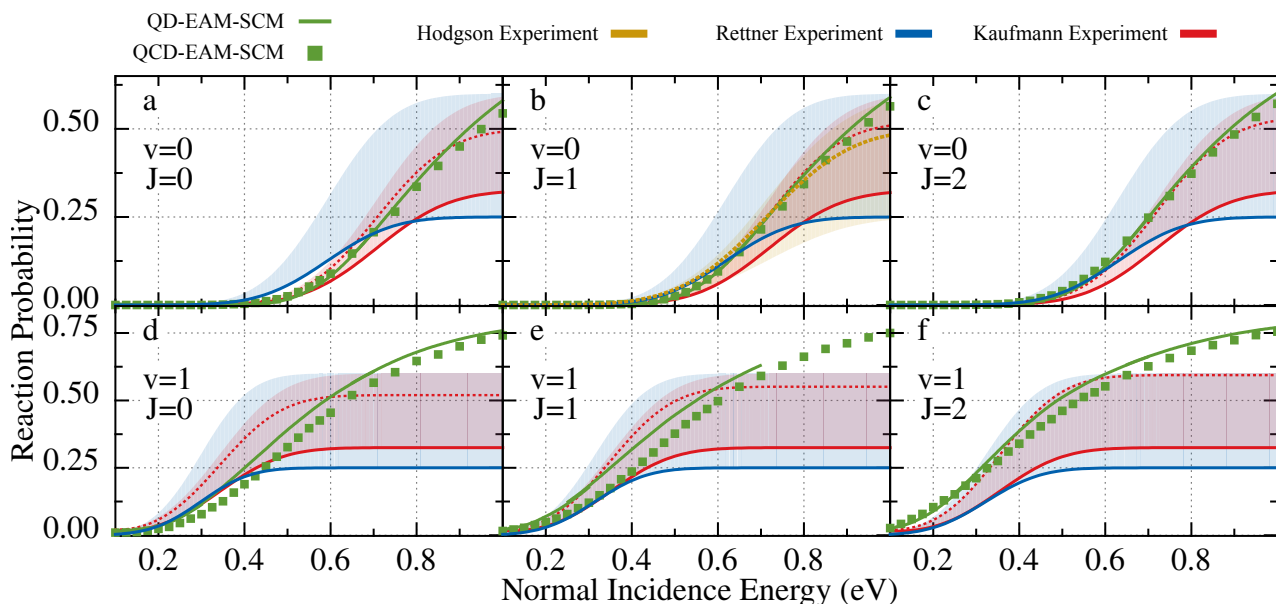 QD-EAM-SCM
QCD-EAM-SCM
Hodgson Experiment
Rettner Experiment
Kaufmann Experiment
Reaction Probability
0.50
0.25
0.00
a
v=0
J=0
b
v=0
J=1
c
v=0
J=2
0.75
0.50
0.25
0.00
d
v=1
J=0
e
v=1
J=1
f
v=1
J=2
0.2 0.4 0.6 0.8 0.2 0.4 0.6 0.8 0.2 0.4 0.6 0.8
Normal Incidence Energy (eV)